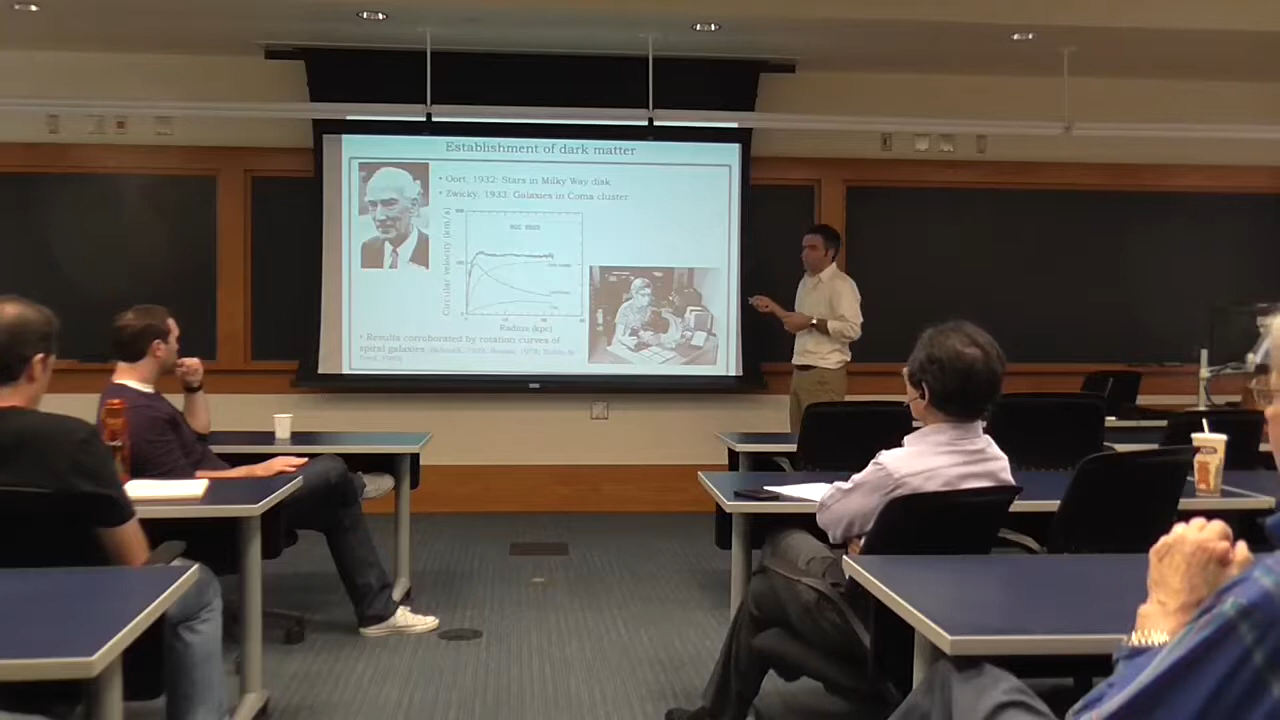 Establishment of dark matter
• Oort, 1932: Stars in Milky Way disk
• Zwicky, 1933: Galaxies in Coma cluster
Circular velocity (km/s)
Radius (kpc)
• Results corroborated by rotation curves of
spiral galaxies